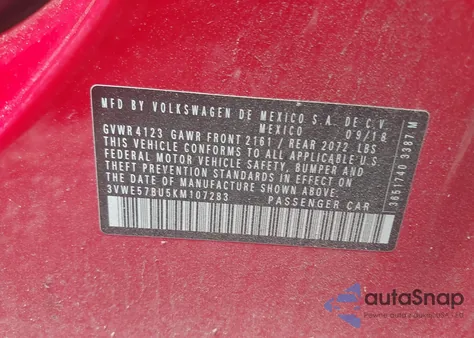 MFD BY VOLKSWAGEN DE MEXICO S.A. DE C.V.
MEXICO 09/18
GVWR 4123 GAWR FRONT 2161 / REAR 2072 LBS
THIS VEHICLE CONFORMS TO ALL APPLICABLE U.S.
FEDERAL MOTOR VEHICLE SAFETY, BUMPER AND
THEFT PREVENTION STANDARDS IN EFFECT ON THE
DATE OF MANUFACTURE SHOWN ABOVE.
3VWE57BU5KM107283 PASSENGER CAR
autoSnap